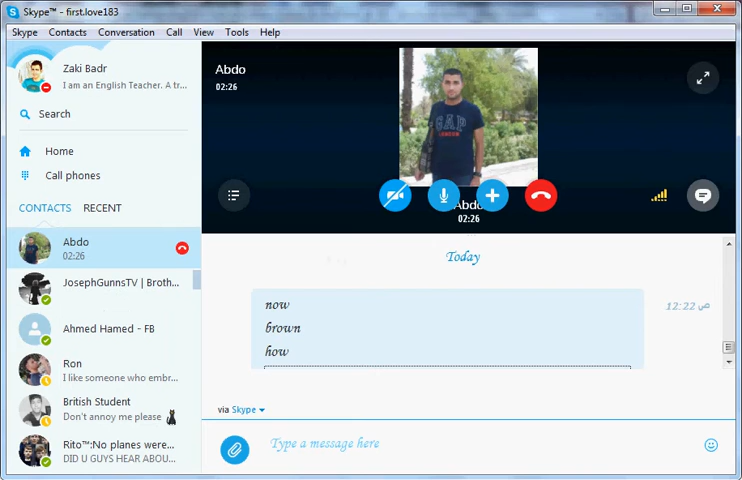 Skype™ - first.love183
Skype Contacts Conversation Call View Tools Help
Zaki Badr
I am an English Teacher. A tr...
Search
Home
Call phones
CONTACTS RECENT
Abdo
02:26
JosephGunnsTV | Broth...
Ahmed Hamed - FB
Ron
I like someone who embr...
British Student
Don't annoy me please
Rito™:No planes were...
DID U GUYS HEAR ABOU...
Abdo
02:26
GAP
LONDON
Abdo
02:26
Today
now
12:22 ص
brown
how
via Skype
Type a message here